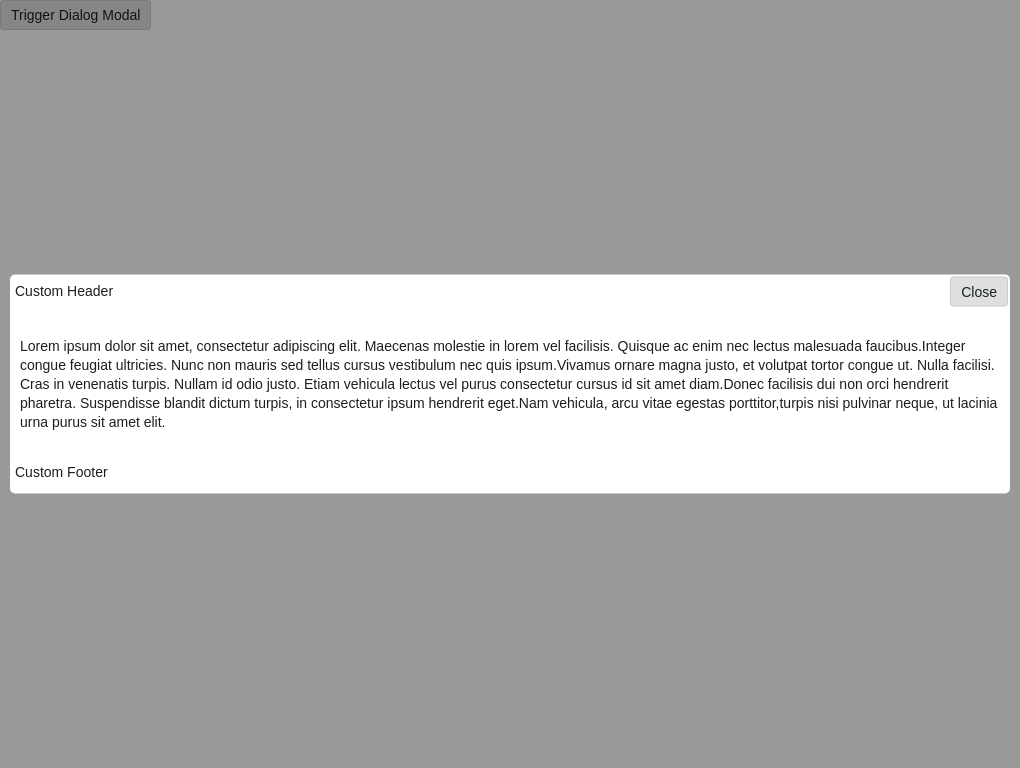 Trigger Dialog Modal
Custom Header
Close
Lorem ipsum dolor sit amet, consectetur adipiscing elit. Maecenas molestie in lorem vel facilisis. Quisque ac enim nec lectus malesuada faucibus.Integer
congue feugiat ultricies. Nunc non mauris sed tellus cursus vestibulum nec quis ipsum.Vivamus ornare magna justo, et volutpat tortor congue ut. Nulla facilisi.
Cras in venenatis turpis. Nullam id odio justo. Etiam vehicula lectus vel purus consectetur cursus id sit amet diam.Donec facilisis dui non orci hendrerit
pharetra. Suspendisse blandit dictum turpis, in consectetur ipsum hendrerit eget.Nam vehicula, arcu vitae egestas porttitor,turpis nisi pulvinar neque, ut lacinia
urna purus sit amet elit.
Custom Footer